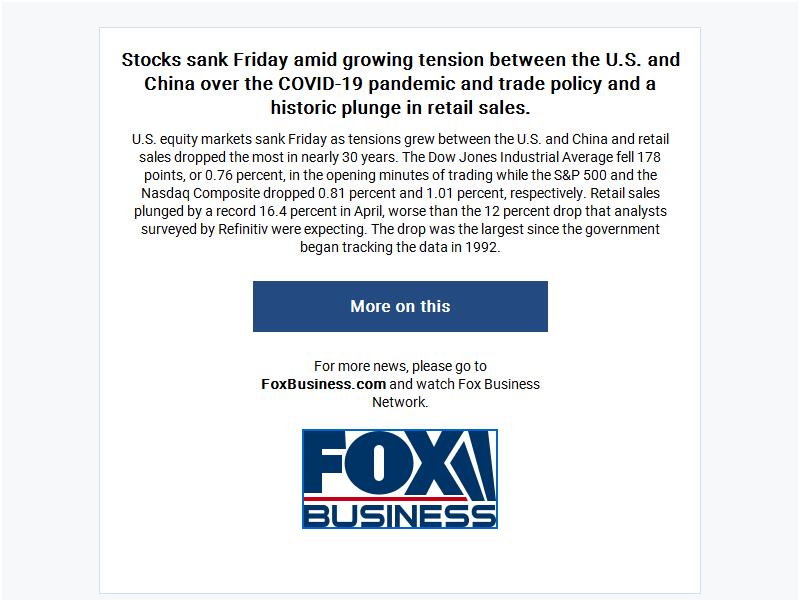 Stocks sank Friday amid growing tension between the U.S. and
China over the COVID-19 pandemic and trade policy and a
historic plunge in retail sales.
U.S. equity markets sank Friday as tensions grew between the U.S. and China and retail
sales dropped the most in nearly 30 years. The Dow Jones Industrial Average fell 178
points, or 0.76 percent, in the opening minutes of trading while the S&P 500 and the
Nasdaq Composite dropped 0.81 percent and 1.01 percent, respectively. Retail sales
plunged by a record 16.4 percent in April, worse than the 12 percent drop that analysts
surveyed by Refinitiv were expecting. The drop was the largest since the government
began tracking the data in 1992.
More on this
For more news, please go to
FoxBusiness.com and watch Fox Business
Network.
FOX
BUSINESS